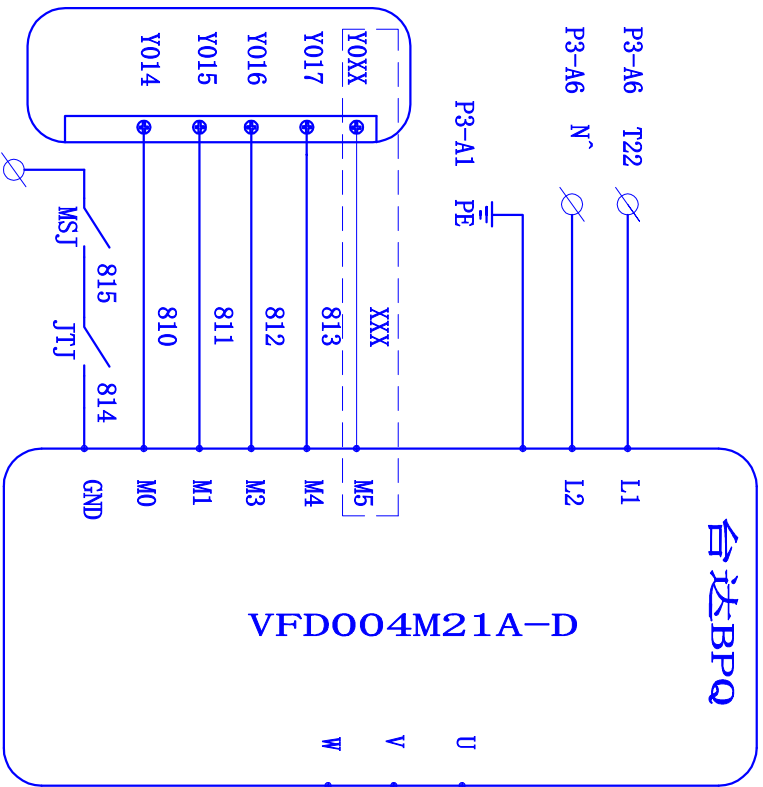 Y014
Y015
Y016
Y017
Y0XX
P3-A1 PE
P3-A6 N^
P3-A6 T22
MSJ
815
JTJ
814
810
811
812
813
XXX
GND
M0
M1
M3
M4
M5
L2
L1
台达BPQ
VFD004M21A-D
W
V
U